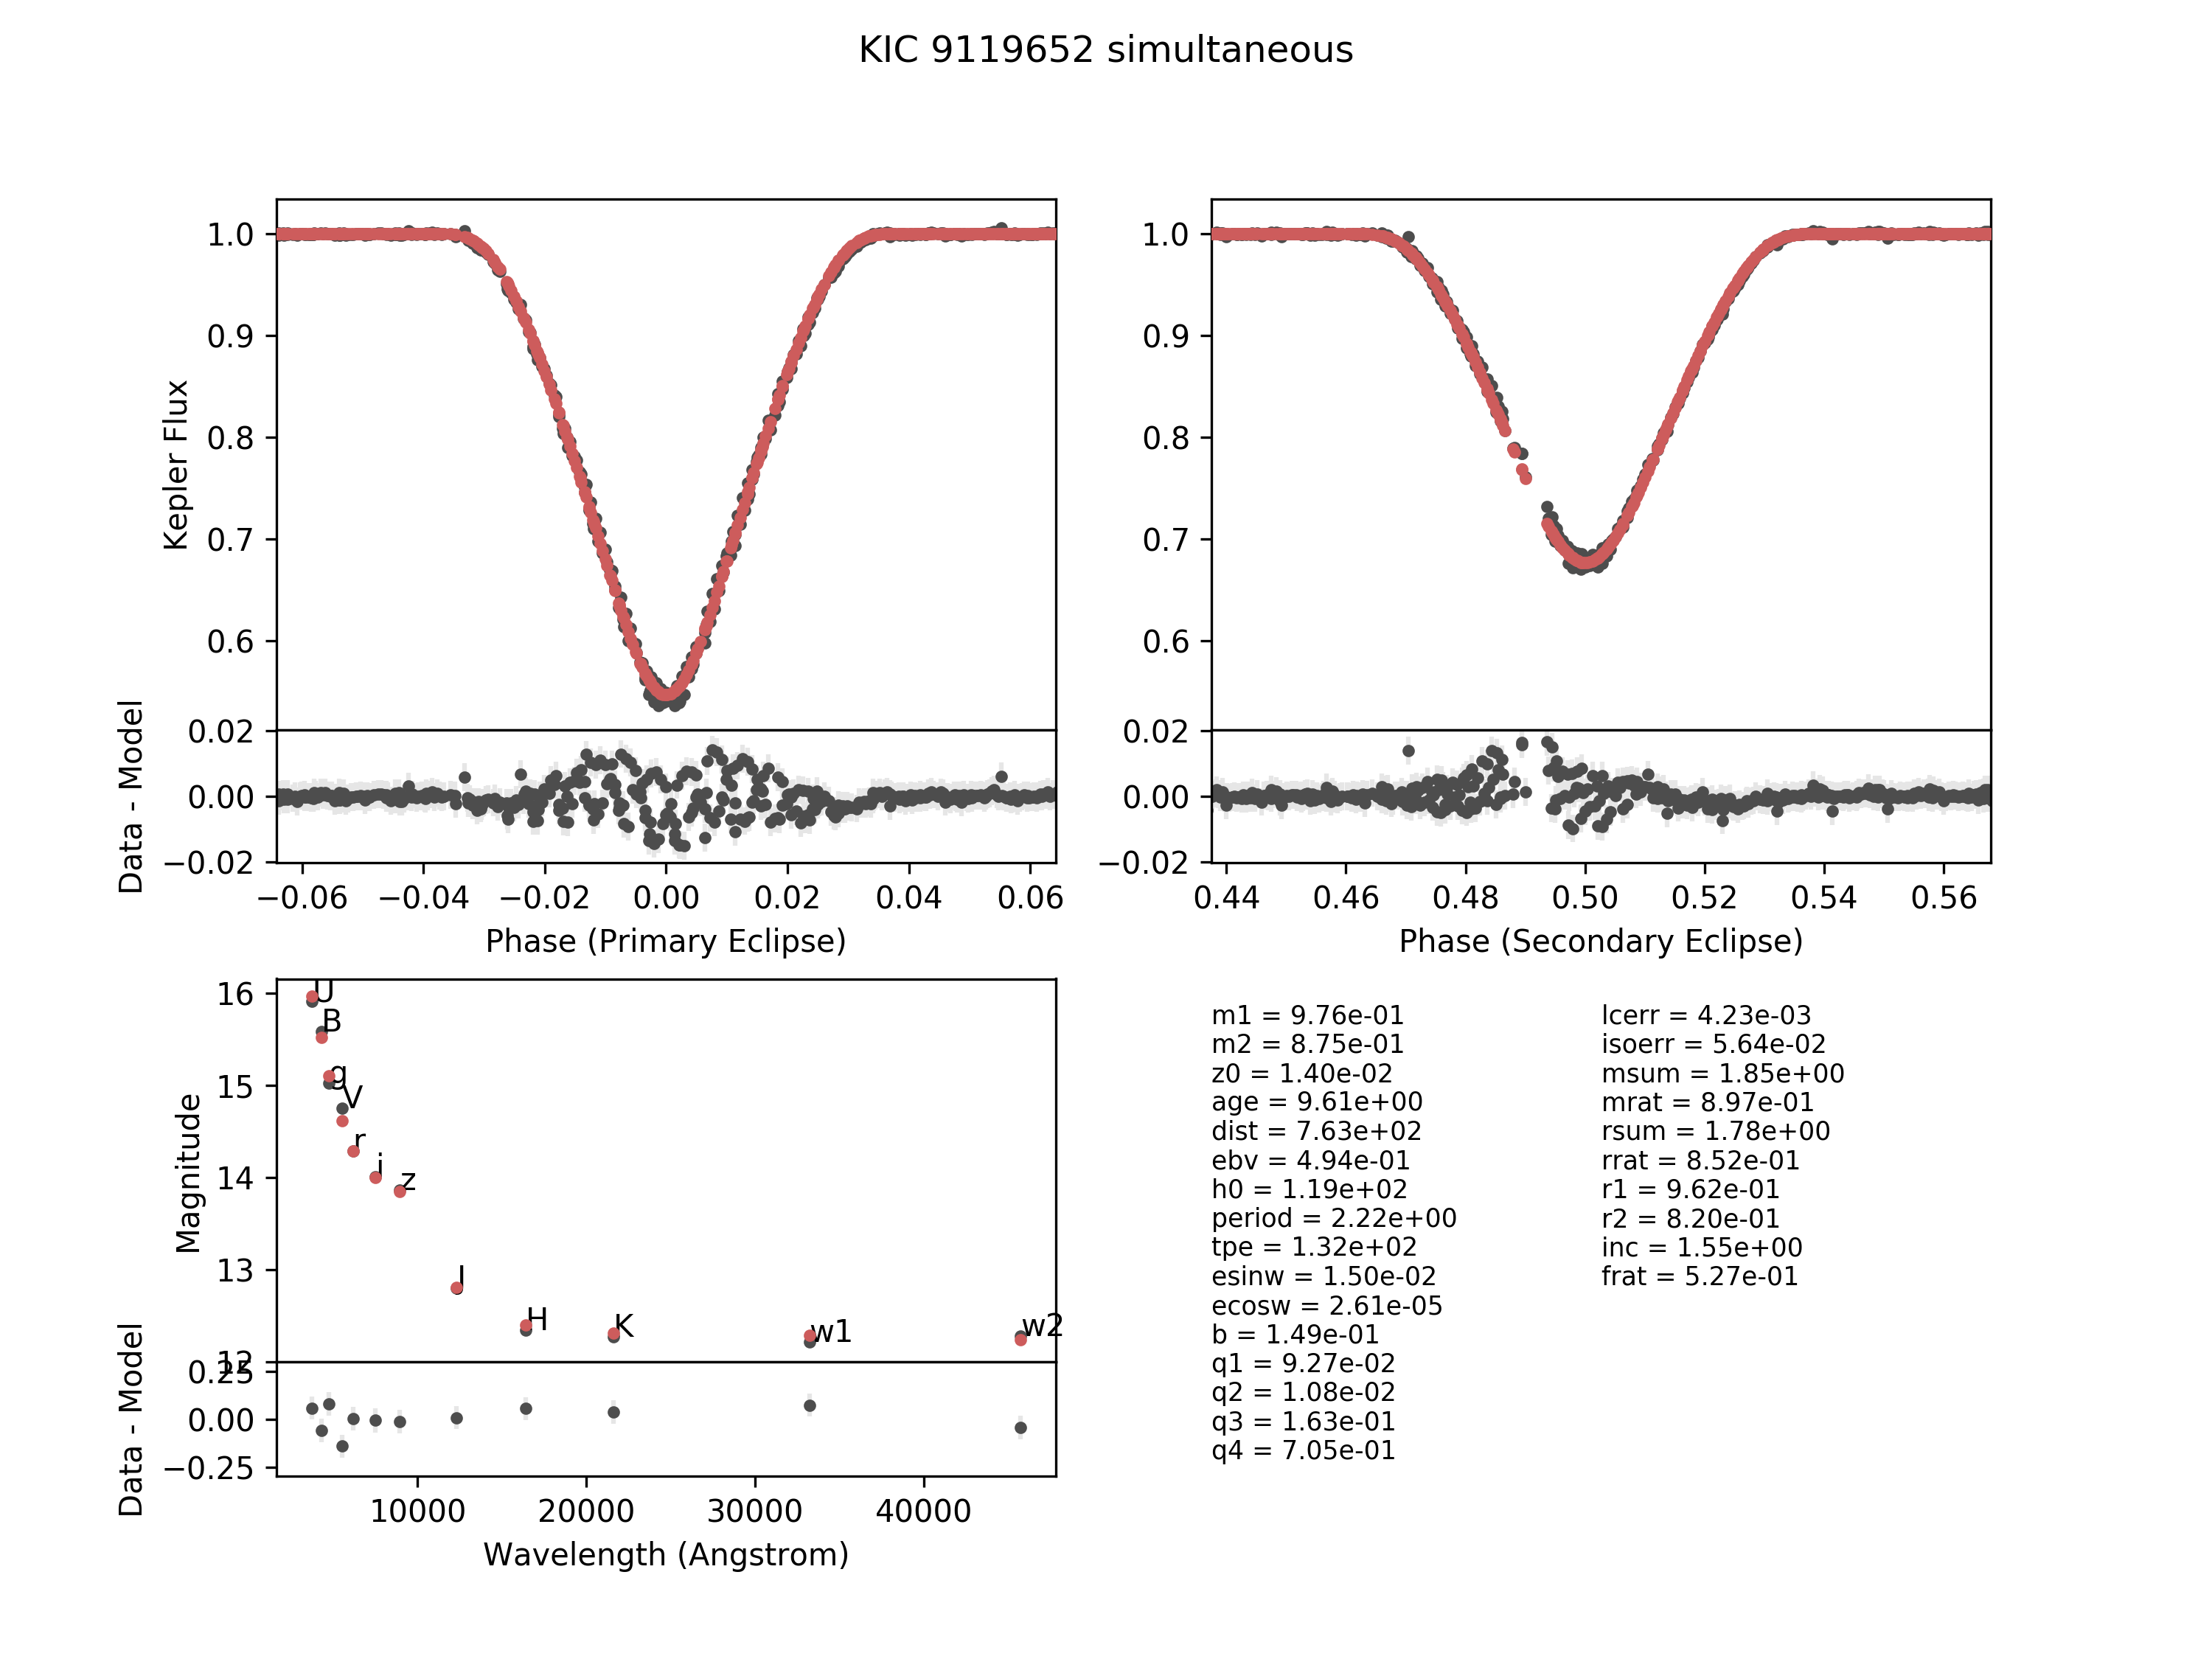 KIC 9119652 simultaneous
1.0
0.9
0.8
0.7
0.6
Kepler Flux
0.02
0.00
−0.02
Data - Model
−0.06 −0.04 −0.02 0.00 0.02 0.04 0.06
Phase (Primary Eclipse)
1.0
0.9
0.8
0.7
0.6
0.02
0.00
−0.02
0.44 0.46 0.48 0.50 0.52 0.54 0.56
Phase (Secondary Eclipse)
16
15
14
13
12
Magnitude
U
B
g
V
r
i
z
J
H
K
w1
w2
0.25
0.00
−0.25
Data - Model
10000 20000 30000 40000
Wavelength (Angstrom)
m1 = 9.76e-01
m2 = 8.75e-01
z0 = 1.40e-02
age = 9.61e+00
dist = 7.63e+02
ebv = 4.94e-01
h0 = 1.19e+02
period = 2.22e+00
tpe = 1.32e+02
esinw = 1.50e-02
ecosw = 2.61e-05
b = 1.49e-01
q1 = 9.27e-02
q2 = 1.08e-02
q3 = 1.63e-01
q4 = 7.05e-01
lcerr = 4.23e-03
isoerr = 5.64e-02
msum = 1.85e+00
mrat = 8.97e-01
rsum = 1.78e+00
rrat = 8.52e-01
r1 = 9.62e-01
r2 = 8.20e-01
inc = 1.55e+00
frat = 5.27e-01